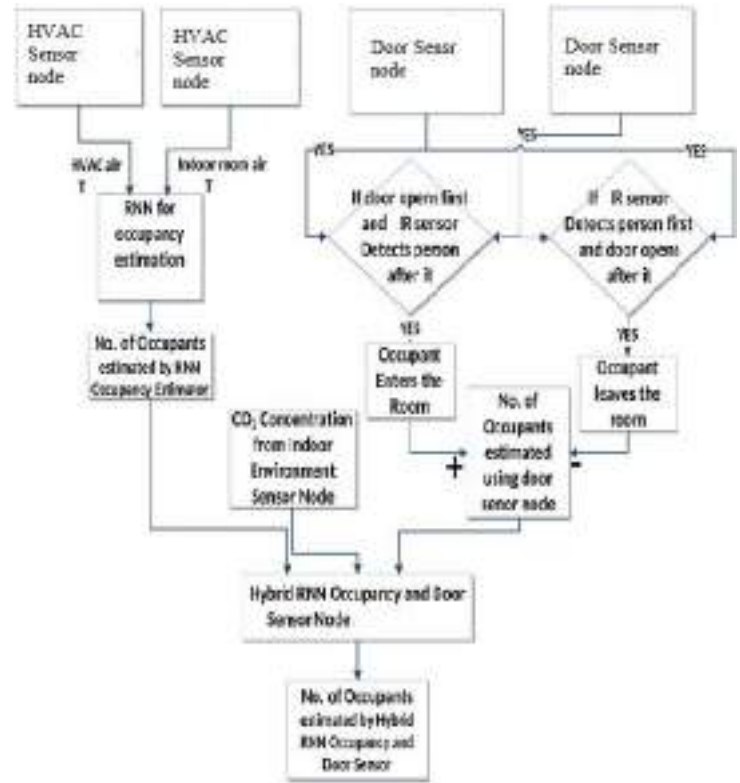 HVAC
Sensor
node
HVAC
Sensor
node
Door Sensr
node
Door Sensor
node
YES
YES
YES
HVAC air
T
Indoor room air
T
RNN for
occupancy
estimation
If door opens first
and IR sensor
Detects person
after it
If IR sensor
Detects person first
and door opens
after it
YES
YES
No. of Occupants
estimated by RNN
Occupancy Estimator
Occupant
Enters the
Room
Occupant
leaves the
room
CO₂ Concentration
from Indoor
Environment
Sensor Node
No. of
Occupants
estimated
using door
senor node
+
-
Hybrid RNN Occupancy and Door
Sensor Node
No. of Occupants
estimated by Hybrid
RNN Occupancy and
Door Sensor